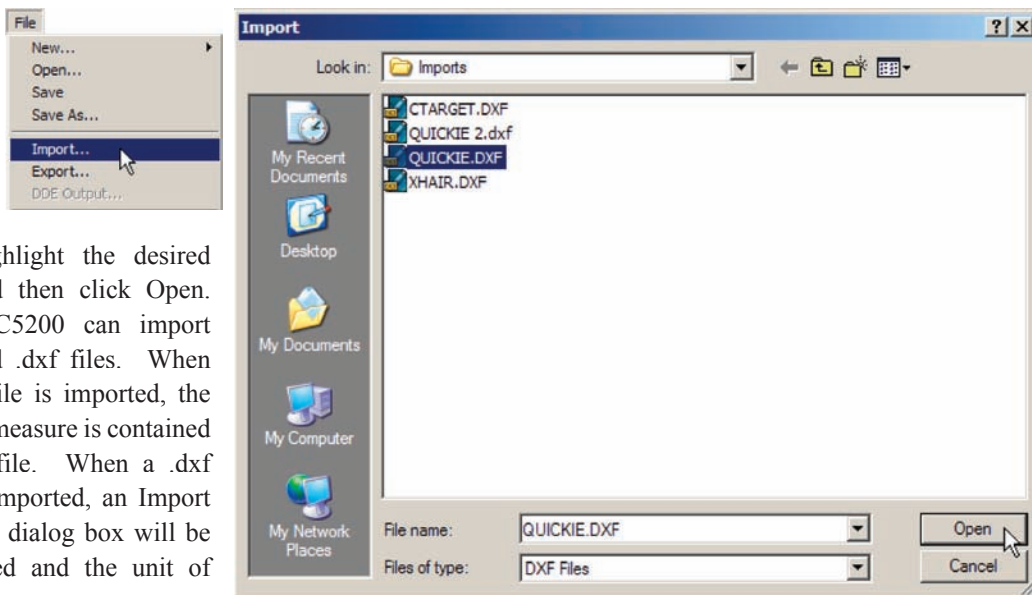 File
New...
Open...
Save
Save As...
Import...
Export...
DDE Output...
hlight the desired
then click Open.
C5200 can import
.dxf files. When
ile is imported, the
measure is contained
file. When a .dxf
mported, an Import
dialog box will be
ed and the unit of
Import
Look in:
Imports
My Recent
Documents
Desktop
My Documents
My Computer
My Network
Places
CTARGET.DXF
QUICKIE 2.dxf
QUICKIE.DXF
XHAIR.DXF
File name:
QUICKIE.DXF
Open
Files of type:
DXF Files
Cancel